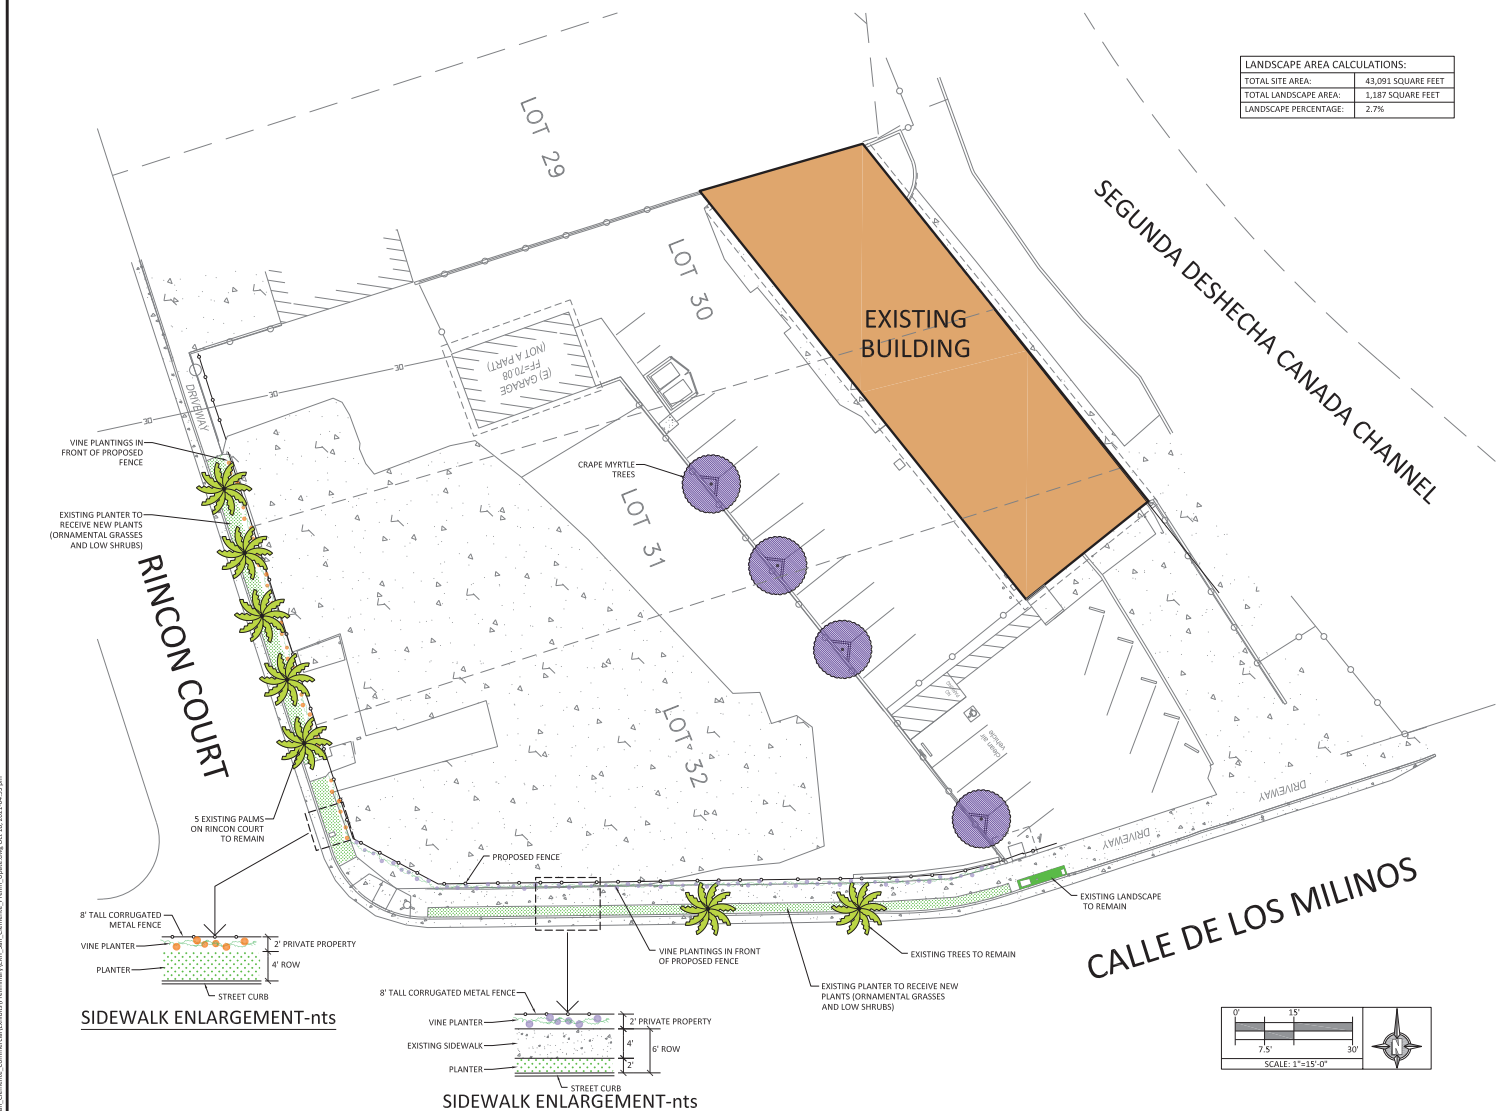 LANDSCAPE AREA CALCULATIONS:
TOTAL SITE AREA: 43,091 SQUARE FEET
TOTAL LANDSCAPE AREA: 1,187 SQUARE FEET
LANDSCAPE PERCENTAGE: 2.7%
LOT 29
SEGUNDA DESHECHA CANADA CHANNEL
LOT 30
EXISTING
BUILDING
(E) GARAGE
FF=70.08
(NOT A PART)
30
30
DRIVEWAY
VINE PLANTINGS IN
FRONT OF PROPOSED
FENCE
CRAPE MYRTLE
TREES
LOT 31
EXISTING PLANTER TO
RECEIVE NEW PLANTS
(ORNAMENTAL GRASSES
AND LOW SHRUBS)
RINCON COURT
LOT 32
clean air
vehicle
DRIVEWAY
DRIVEWAY
5 EXISTING PALMS
ON RINCON COURT
TO REMAIN
PROPOSED FENCE
EXISTING LANDSCAPE
TO REMAIN
CALLE DE LOS MILINOS
8' TALL CORRUGATED
METAL FENCE
VINE PLANTER
2' PRIVATE PROPERTY
PLANTER
4' ROW
STREET CURB
SIDEWALK ENLARGEMENT-nts
VINE PLANTINGS IN FRONT
OF PROPOSED FENCE
EXISTING TREES TO REMAIN
EXISTING PLANTER TO RECEIVE NEW
PLANTS (ORNAMENTAL GRASSES
AND LOW SHRUBS)
8' TALL CORRUGATED METAL FENCE
VINE PLANTER
2' PRIVATE PROPERTY
EXISTING SIDEWALK
4'
6' ROW
PLANTER
2'
STREET CURB
SIDEWALK ENLARGEMENT-nts
0' 15'
7.5' 30'
SCALE: 1"=15'-0"
N